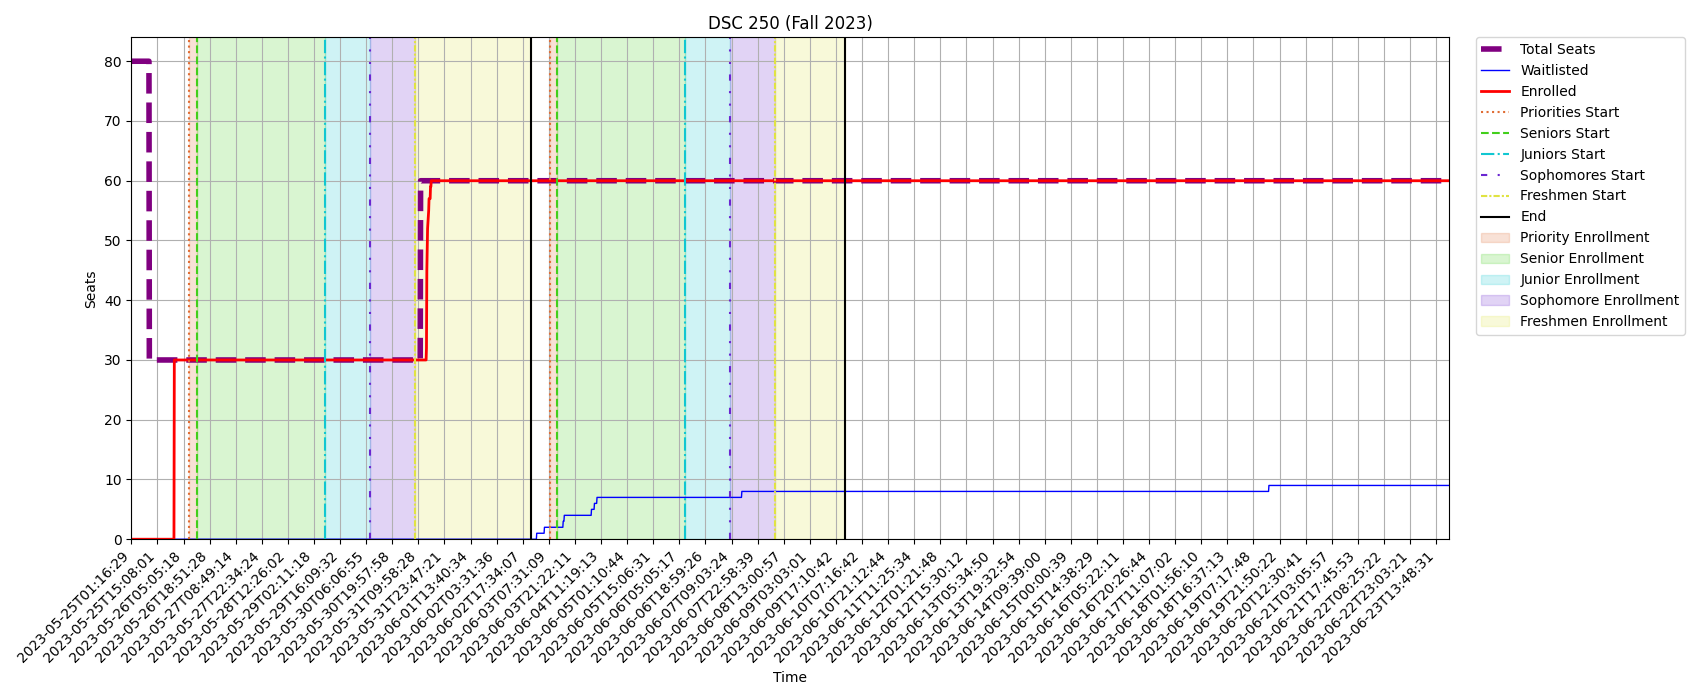 DSC 250 (Fall 2023)
Seats
80
70
60
50
40
30
20
10
0
2023-05-25T01:16:29
2023-05-25T15:08:01
2023-05-26T05:05:18
2023-05-26T18:51:28
2023-05-27T08:49:14
2023-05-27T22:34:24
2023-05-28T12:26:02
2023-05-29T02:11:18
2023-05-29T16:09:32
2023-05-30T06:06:55
2023-05-30T19:57:58
2023-05-31T09:58:28
2023-05-31T23:47:21
2023-06-01T13:40:34
2023-06-02T03:31:36
2023-06-02T17:34:07
2023-06-03T07:31:09
2023-06-03T21:22:11
2023-06-04T11:19:13
2023-06-05T01:10:44
2023-06-05T15:06:31
2023-06-06T05:05:17
2023-06-06T18:59:26
2023-06-07T09:03:24
2023-06-07T22:58:39
2023-06-08T13:00:57
2023-06-09T03:03:01
2023-06-09T17:10:42
2023-06-10T07:16:42
2023-06-10T21:12:44
2023-06-11T11:25:34
2023-06-12T01:21:48
2023-06-12T15:30:12
2023-06-13T05:34:50
2023-06-13T19:32:54
2023-06-14T09:39:00
2023-06-15T00:00:39
2023-06-15T14:38:29
2023-06-16T05:22:11
2023-06-16T20:26:44
2023-06-17T11:07:02
2023-06-18T01:56:10
2023-06-18T16:37:13
2023-06-19T07:17:48
2023-06-19T21:50:22
2023-06-20T12:30:41
2023-06-21T03:05:57
2023-06-21T17:45:53
2023-06-22T08:25:22
2023-06-22T23:03:21
2023-06-23T13:48:31
Time
Total Seats
Waitlisted
Enrolled
Priorities Start
Seniors Start
Juniors Start
Sophomores Start
Freshmen Start
End
Priority Enrollment
Senior Enrollment
Junior Enrollment
Sophomore Enrollment
Freshmen Enrollment